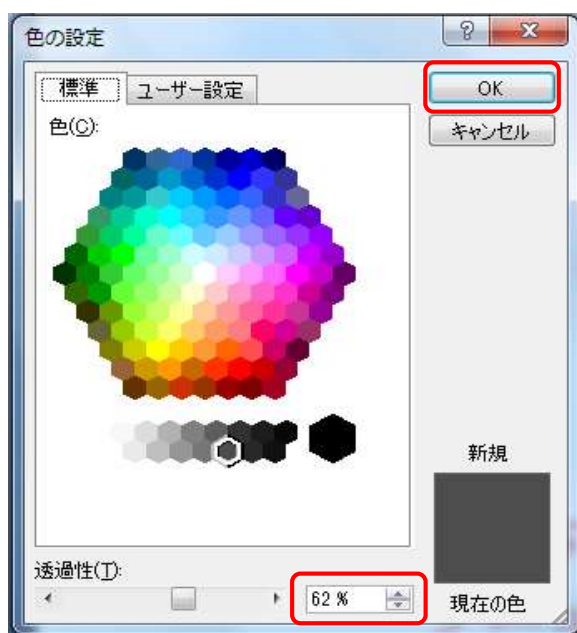 色の設定
標準 ユーザー設定
OK
キャンセル
色(C):
新規
透過性(T):
62 %
現在の色